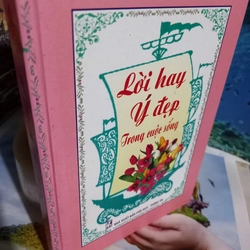 Lời hay
Ý đẹp
Trong cuộc sống